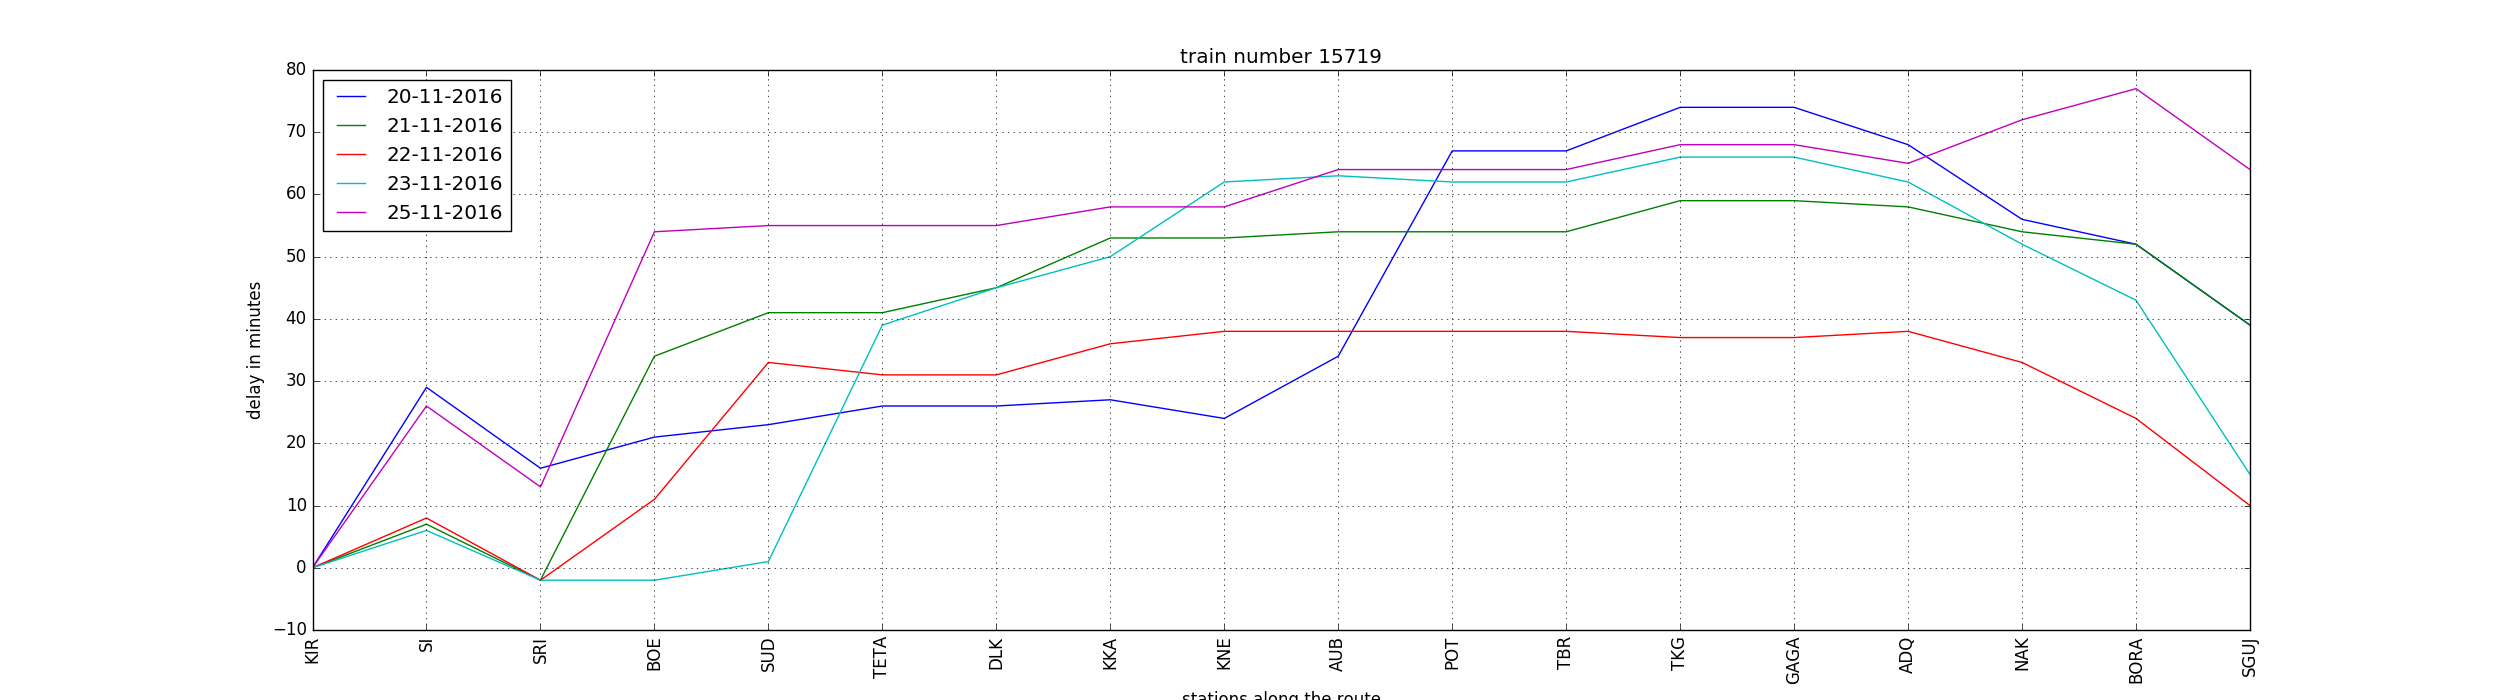 train number 15719
80
70
60
50
40
30
20
10
0
−10
delay in minutes
20-11-2016
21-11-2016
22-11-2016
23-11-2016
25-11-2016
KIR
SI
SRI
BOE
SUD
TETA
DLK
KKA
KNE
AUB
POT
TBR
TKG
GAGA
ADQ
NAK
BORA
SGUJ
stations along the route